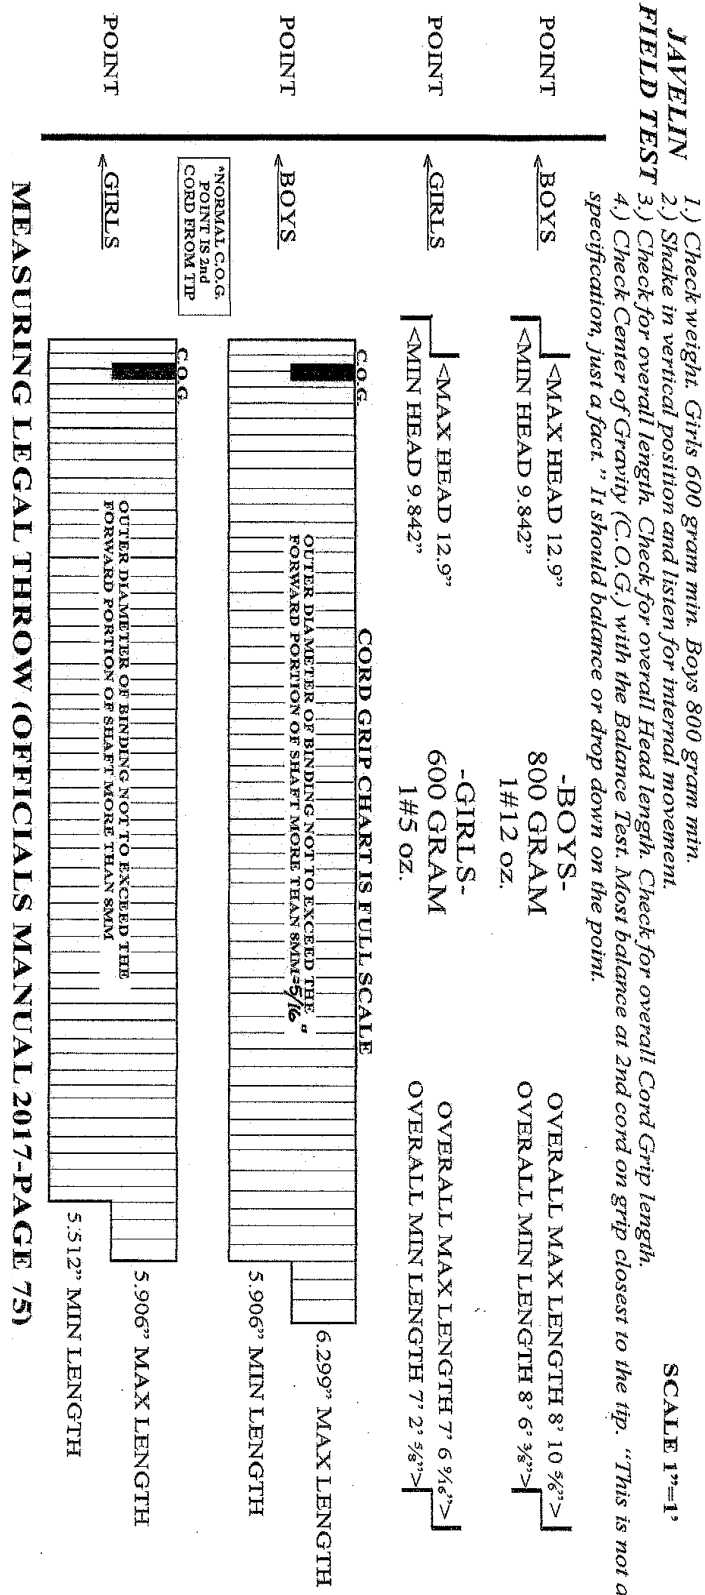 JAVELIN
FIELD TEST
1.) Check weight. Girls 600 gram min. Boys 800 gram min.
2.) Shake in vertical position and listen for internal movement.
3.) Check for overall length. Check for overall Head length. Check for overall Cord Grip length.
4.) Check Center of Gravity (C.O.G.) with the Balance Test. Most balance at 2nd cord on grip closest to the tip. “This is not a
specification, just a fact.” It should balance or drop down on the point.
SCALE 1”=1’
POINT
<BOYS
<MAX HEAD 12.9”
<MIN HEAD 9.842”
-BOYS-
800 GRAM
1#12 oz.
OVERALL MAX LENGTH 8’ 10 5/6”>
OVERALL MIN LENGTH 8’ 6 3/8”>
POINT
<GIRLS
<MAX HEAD 12.9”
<MIN HEAD 9.842”
-GIRLS-
600 GRAM
1#5 oz.
OVERALL MAX LENGTH 7’ 6 9/16”>
OVERALL MIN LENGTH 7’ 2’ 5/8”>
CORD GRIP CHART IS FULL SCALE
POINT
<BOYS
C.O.G.
OUTER DIAMETER OF BINDING NOT TO EXCEED THE
FORWARD PORTION OF SHAFT MORE THAN 8MM=5/16"
6.299” MAX LENGTH
5.906” MIN LENGTH
*NORMAL C.O.G.
POINT IS 2nd
CORD FROM TIP
POINT
<GIRLS
C.O.G.
OUTER DIAMETER OF BINDING NOT TO EXCEED THE
FORWARD PORTION OF SHAFT MORE THAN 8MM
5.906” MAX LENGTH
5.512” MIN LENGTH
MEASURING LEGAL THROW (OFFICIALS MANUAL 2017-PAGE 75)